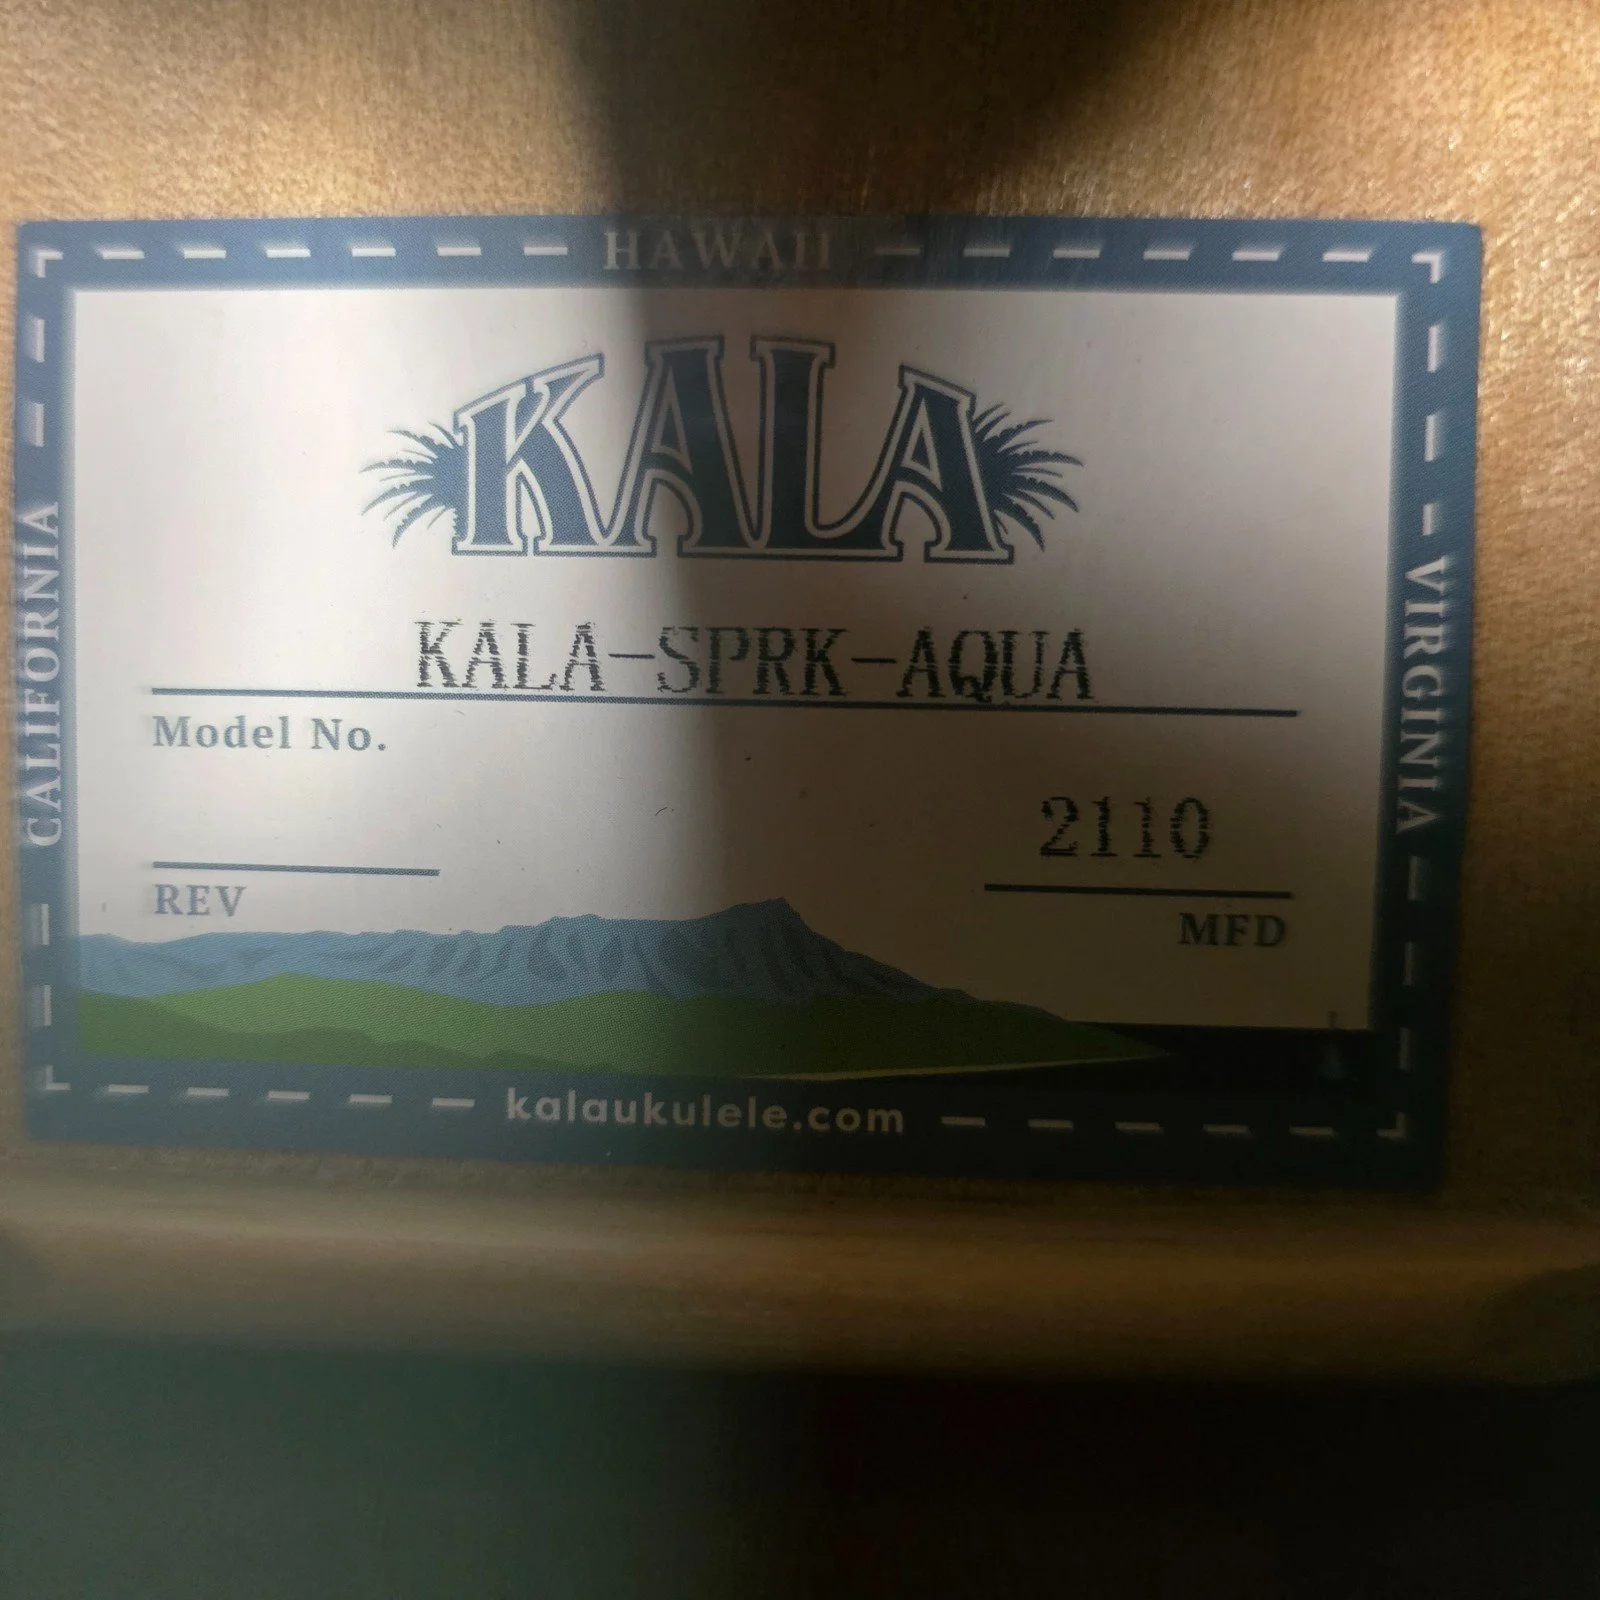 HAWAII
CALIFORNIA
VIRGINIA
KALA
KALA-SPRK-AQUA
Model No.
2110
REV
MFD
kalaukulele.com